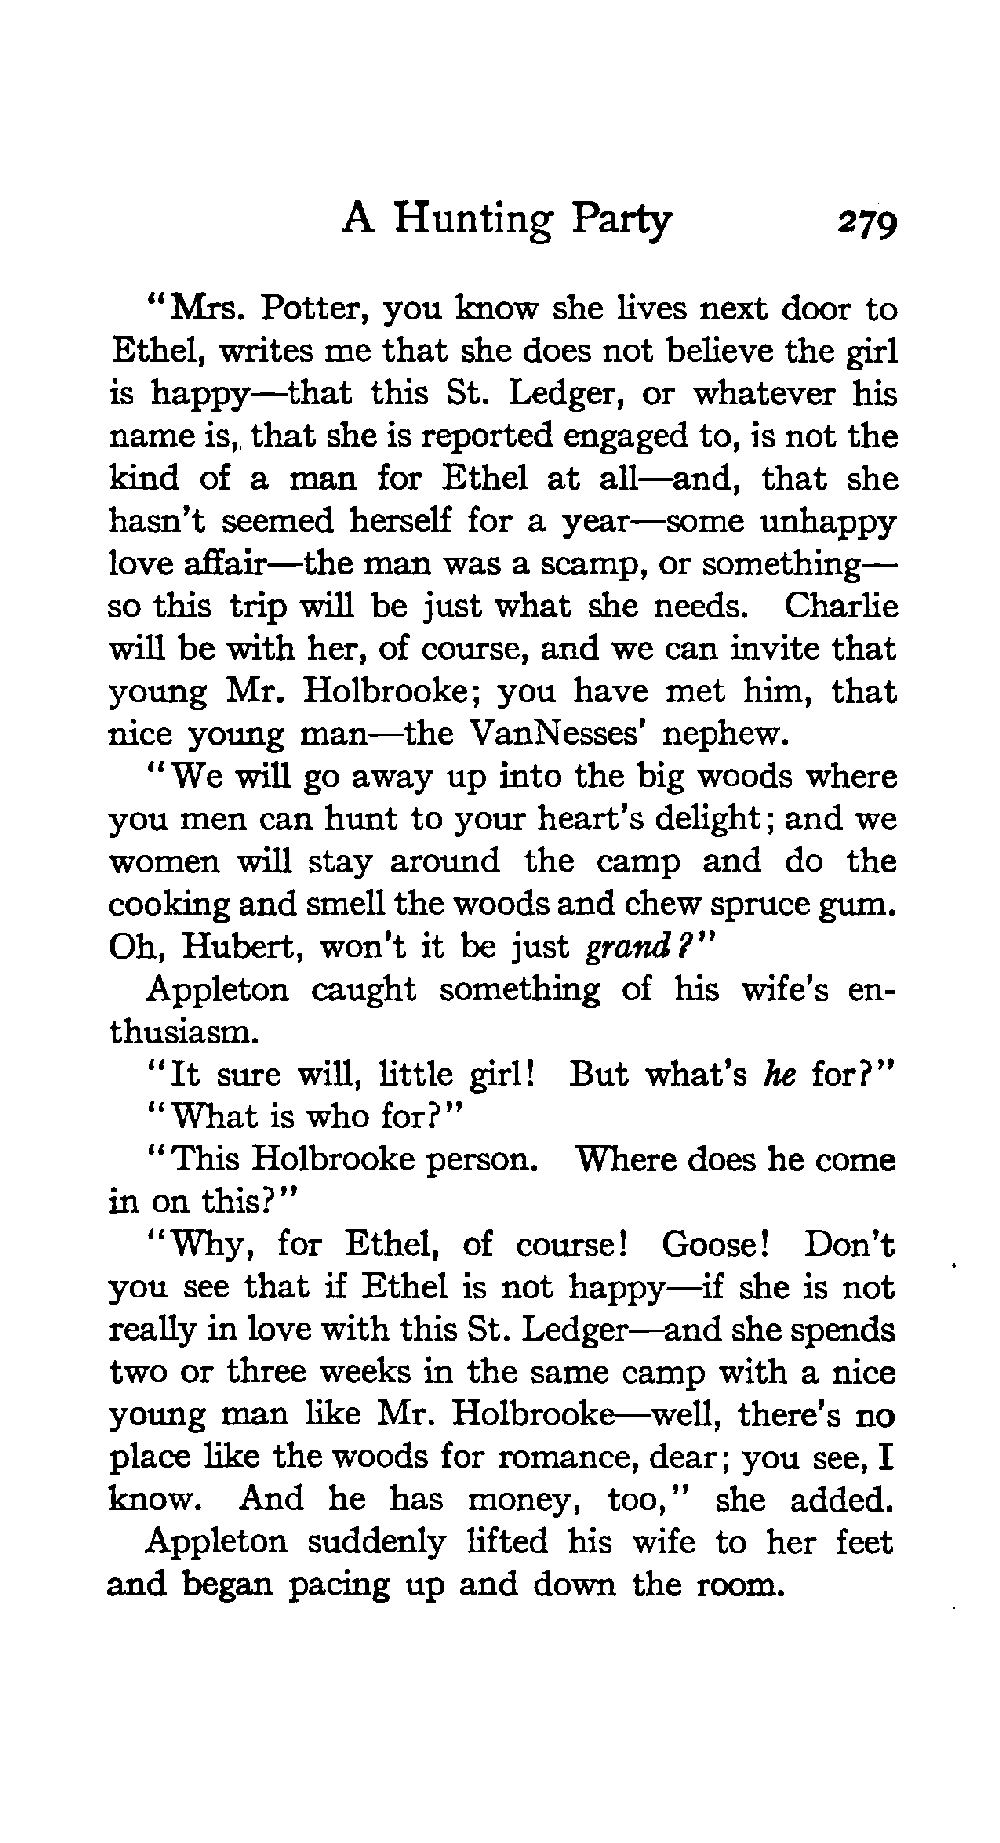 A Hunting Party 279
"Mrs. Potter, you know she lives next door to
Ethel, writes me that she does not believe the girl
is happy—that this St. Ledger, or whatever his
name is, that she is reported engaged to, is not the
kind of a man for Ethel at all—and, that she
hasn't seemed herself for a year—some unhappy
love affair—the man was a scamp, or something—
so this trip will be just what she needs. Charlie
will be with her, of course, and we can invite that
young Mr. Holbrooke; you have met him, that
nice young man—the VanNesses' nephew.
"We will go away up into the big woods where
you men can hunt to your heart's delight; and we
women will stay around the camp and do the
cooking and smell the woods and chew spruce gum.
Oh, Hubert, won't it be just grand?"
Appleton caught something of his wife's en-
thusiasm.
"It sure will, little girl! But what's he for?"
"What is who for?"
"This Holbrooke person. Where does he come
in on this?"
"Why, for Ethel, of course! Goose! Don't
you see that if Ethel is not happy—if she is not
really in love with this St. Ledger—and she spends
two or three weeks in the same camp with a nice
young man like Mr. Holbrooke—well, there's no
place like the woods for romance, dear; you see, I
know. And he has money, too," she added.
Appleton suddenly lifted his wife to her feet
and began pacing up and down the room.